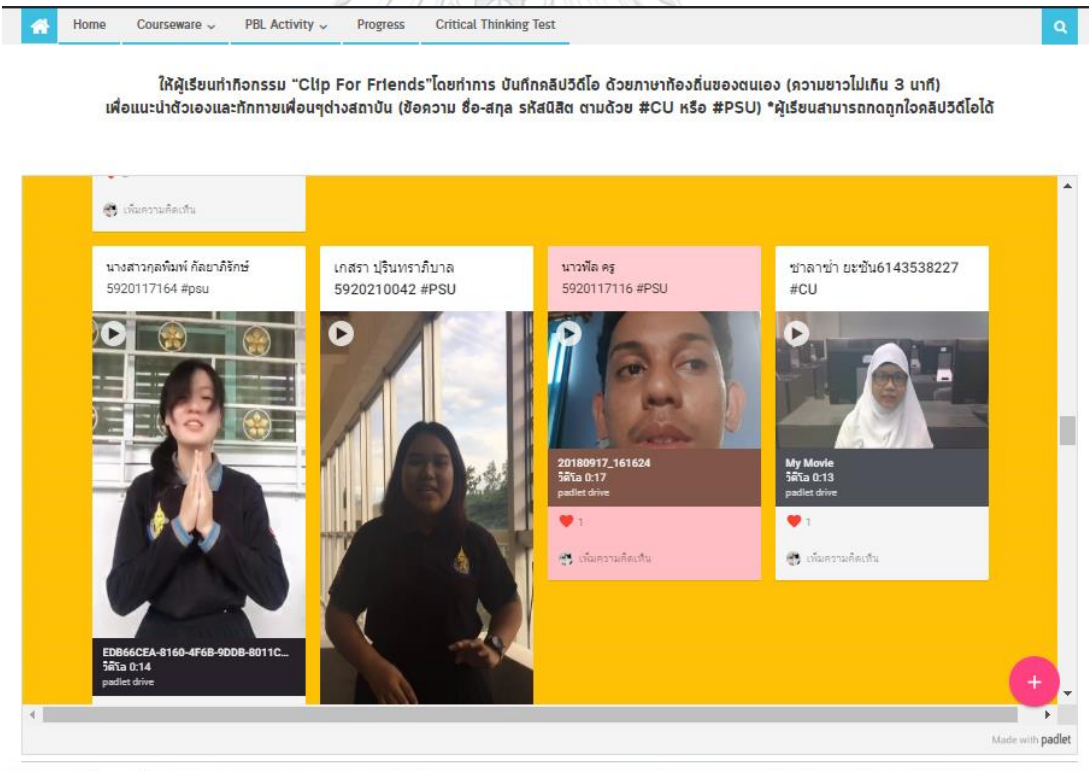 Home Courseware PBL Activity Progress Critical Thinking Test
ให้ผู้เรียนทำกิจกรรม “Clip For Friends”โดยทำการ บันทึกคลิปวิดีโอ ด้วยภาษาท้องถิ่นของตนเอง (ความยาวไม่เกิน 3 นาที)
เพื่อแนะนำตัวเองและทักทายเพื่อนๆต่างสถาบัน (ข้อความ ชื่อ-สกุล รหัสนิสิต ตามด้วย #CU หรือ #PSU) *ผู้เรียนสามารถกดถูกใจคลิปวิดีโอได้
เพิ่มความคิดเห็น
นางสาวกุลพิมพ์ กัลยาภิรักษ์
5920117164 #psu
EDB66CEA-8160-4F6B-9DDB-8011C...
วิดีโอ 0:14
padlet drive
เกสรา ปุรินทราภิบาล
5920210042 #PSU
นาวฟัล ครู
5920117116 #PSU
20180917_161624
วิดีโอ 0:17
padlet drive
1
เพิ่มความคิดเห็น
ซาลาซ่า ยะซัน6143538227
#CU
My Movie
วิดีโอ 0:13
padlet drive
1
เพิ่มความคิดเห็น
+
Made with padlet